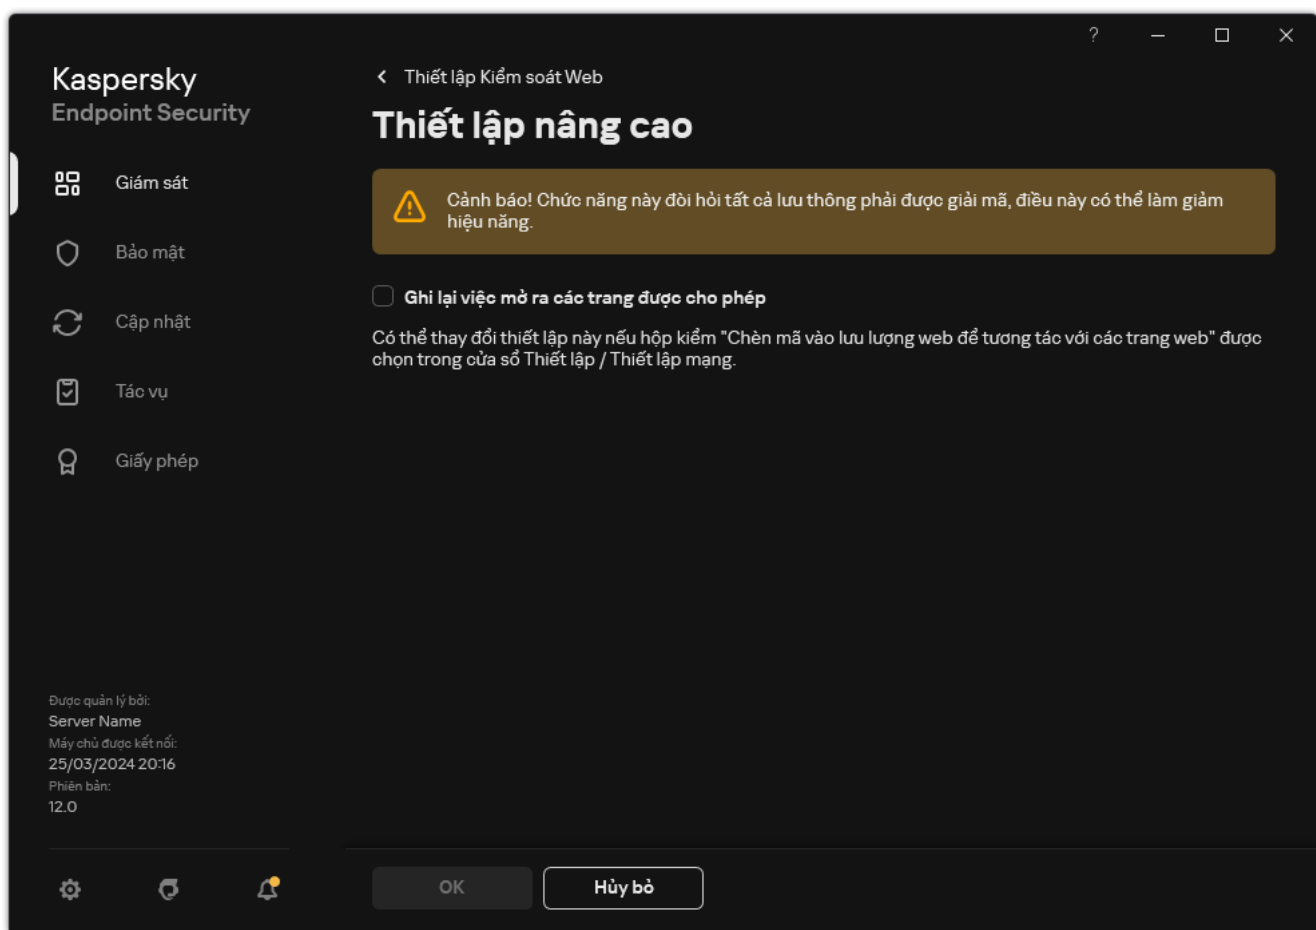 ?
Kaspersky
Endpoint Security
Giám sát
Bảo mật
Cập nhật
Tác vụ
Giấy phép
Được quản lý bởi:
Server Name
Máy chủ được kết nối:
25/03/2024 20:16
Phiên bản:
12.0
Thiết lập Kiểm soát Web
Thiết lập nâng cao
Cảnh báo! Chức năng này đòi hỏi tất cả lưu thông phải được giải mã, điều này có thể làm giảm
hiệu năng.
Ghi lại việc mở ra các trang được cho phép
Có thể thay đổi thiết lập này nếu hộp kiểm "Chèn mã vào lưu lượng web để tương tác với các trang web" được
chọn trong cửa sổ Thiết lập / Thiết lập mạng.
OK
Hủy bỏ